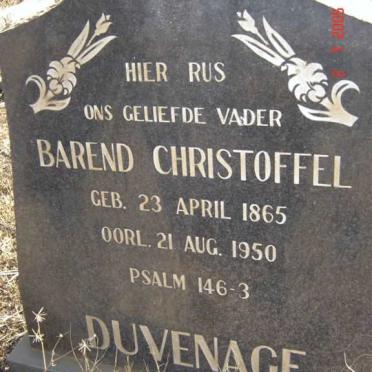 HIER RUS
ONS GELIEFDE VADER
BAREND CHRISTOFFEL
GEB. 23 APRIL 1865
OORL. 21 AUG. 1950
PSALM 146-3
DUVENAGE